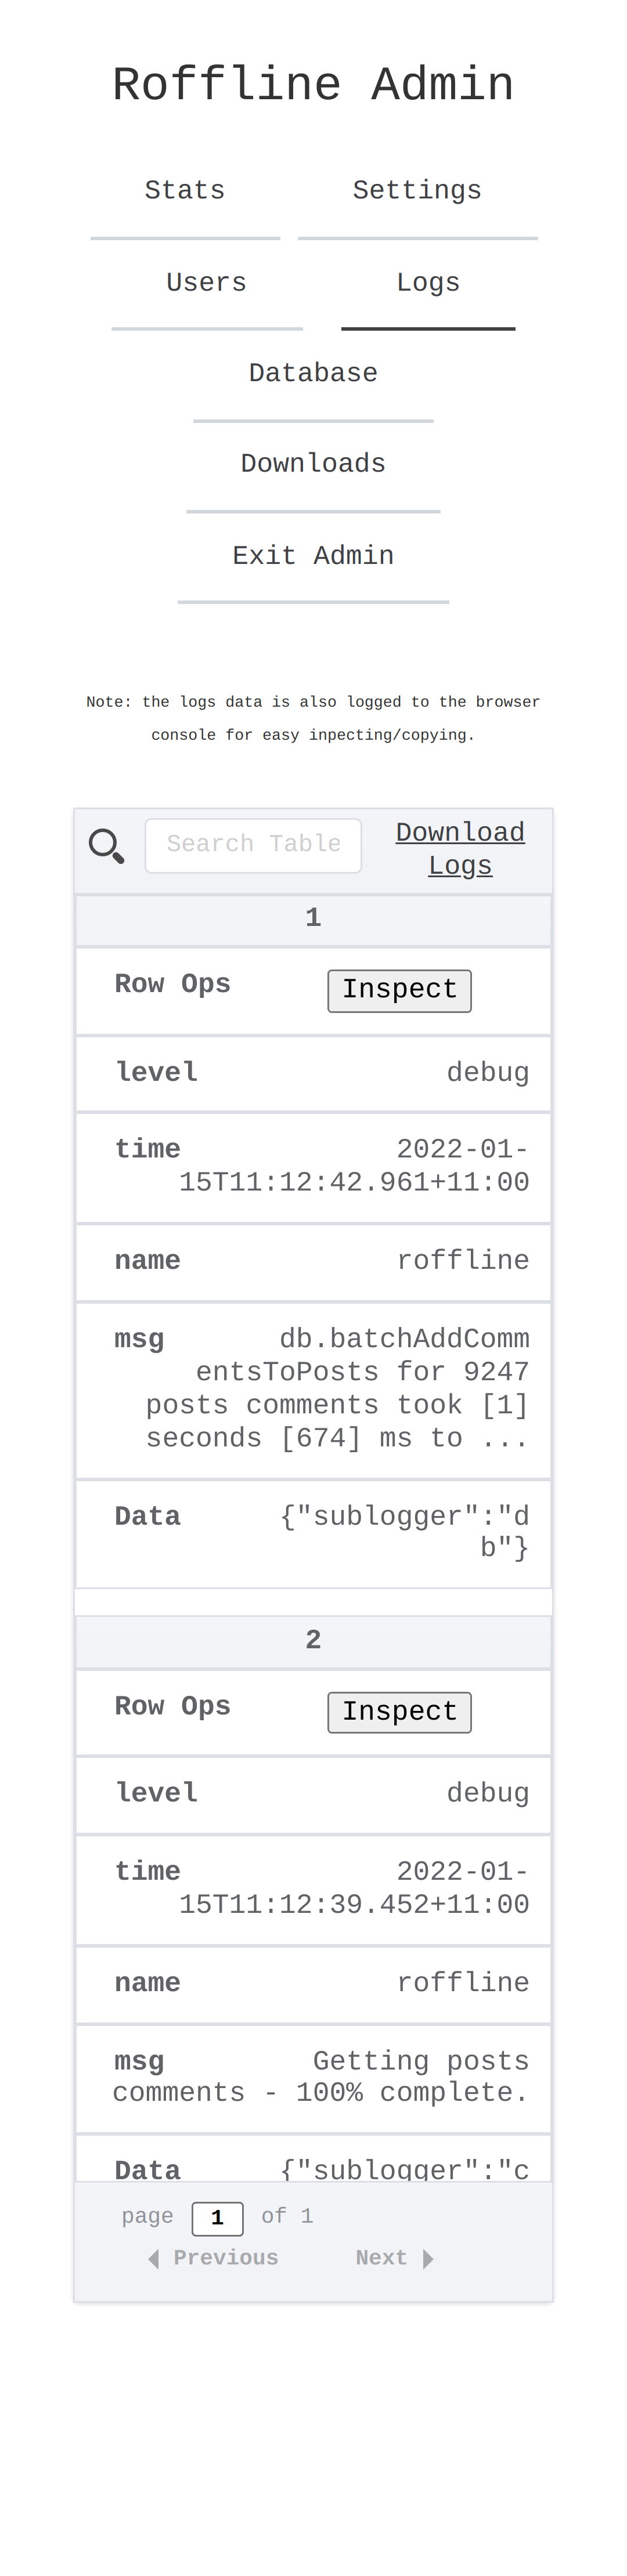 Roffline Admin
Stats Settings
Users Logs
Database
Downloads
Exit Admin
Note: the logs data is also logged to the browser
console for easy inpecting/copying.
Search Table Download
Logs
1
Row Ops Inspect
level debug
time 2022-01-
15T11:12:42.961+11:00
name roffline
msg db.batchAddComm
entsToPosts for 9247
posts comments took [1]
seconds [674] ms to ...
Data {"sublogger":"d
b"}
2
Row Ops Inspect
level debug
time 2022-01-
15T11:12:39.452+11:00
name roffline
msg Getting posts
comments - 100% complete.
Data {"sublogger":"c
page 1 of 1
Previous Next